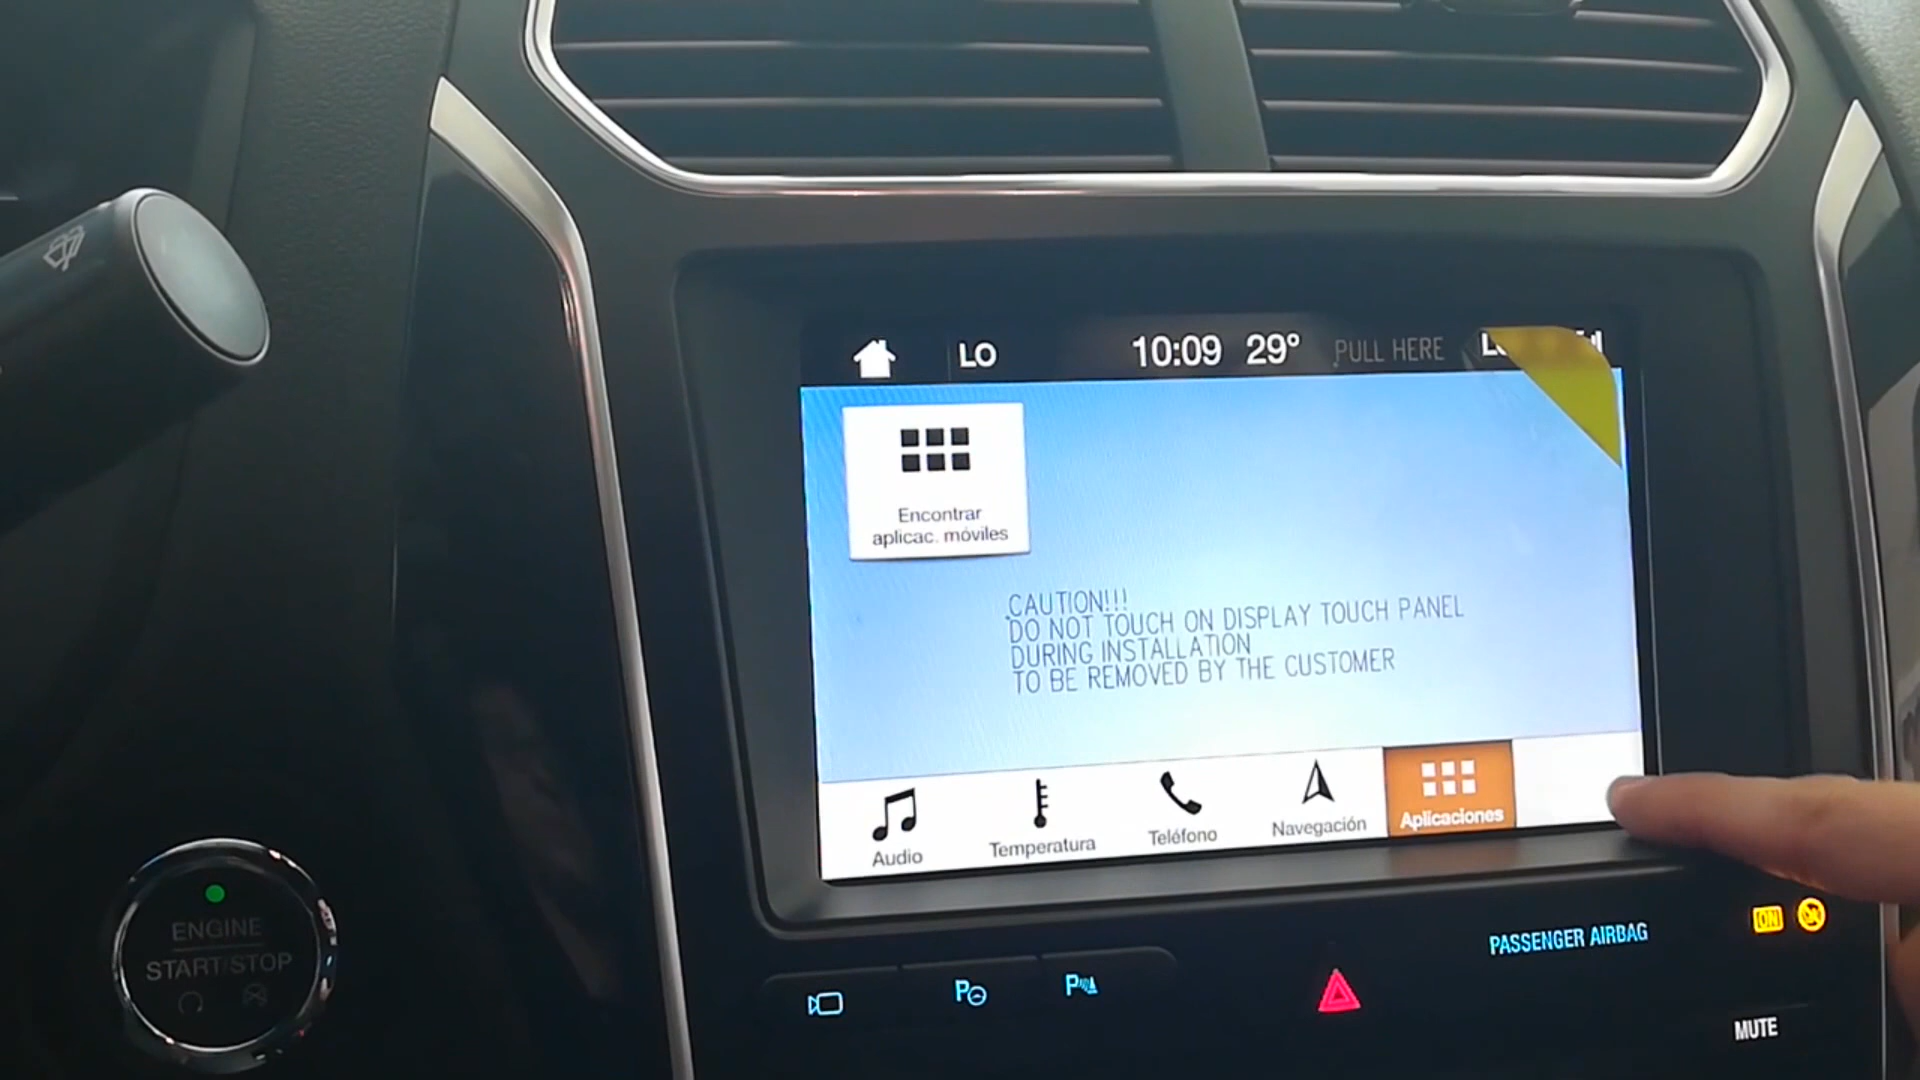 LO
10:09 29°
PULL HERE
Encontrar
aplicac. móviles
CAUTION!!!
DO NOT TOUCH ON DISPLAY TOUCH PANEL
DURING INSTALLATION
TO BE REMOVED BY THE CUSTOMER
Audio
Temperatura
Teléfono
Navegación
Aplicaciones
ENGINE
START STOP
PASSENGER AIRBAG
ON
MUTE